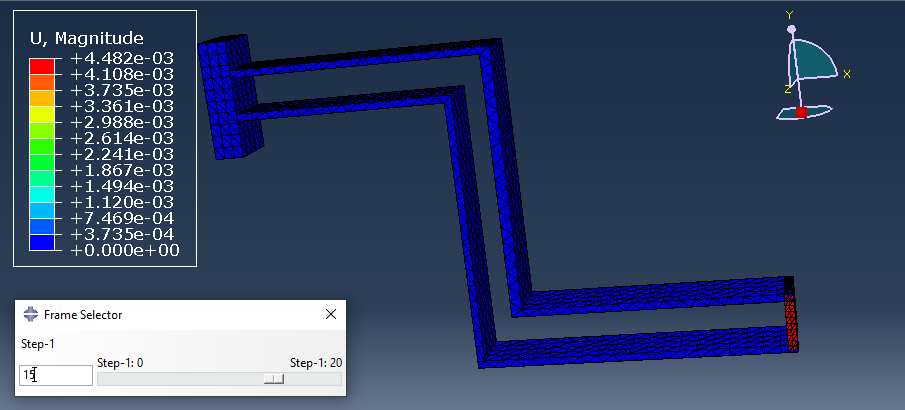 U, Magnitude
+4.482e-03
+4.108e-03
+3.735e-03
+3.361e-03
+2.988e-03
+2.614e-03
+2.241e-03
+1.867e-03
+1.494e-03
+1.120e-03
+7.469e-04
+3.735e-04
+0.000e+00
Y
X
Z
Frame Selector
Step-1
Step-1: 0
Step-1: 20
15